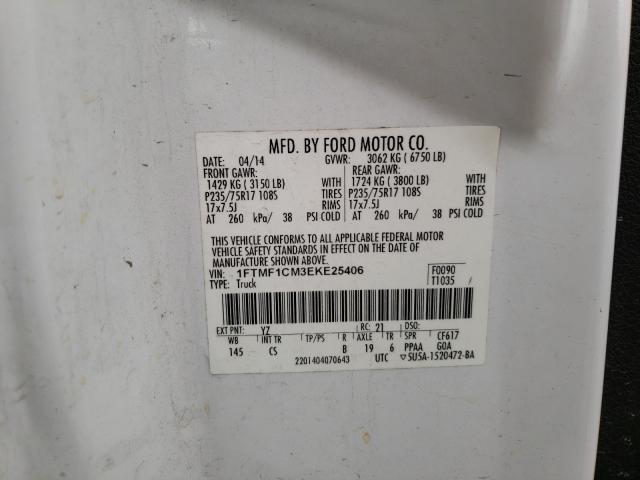 MFD. BY FORD MOTOR CO.
DATE: 04/14 GVWR: 3062 KG ( 6750 LB)
FRONT GAWR: REAR GAWR:
1429 KG ( 3150 LB) WITH 1724 KG ( 3800 LB) WITH
P235/75R17 108S TIRES P235/75R17 108S TIRES
17x7.5J RIMS 17x7.5J RIMS
AT 260 kPa/ 38 PSI COLD AT 260 kPa/ 38 PSI COLD
THIS VEHICLE CONFORMS TO ALL APPLICABLE FEDERAL MOTOR
VEHICLE SAFETY STANDARDS IN EFFECT ON THE DATE OF
MANUFACTURE SHOWN ABOVE.
VIN: 1FTMF1CM3EKE25406 F0090
TYPE: Truck T1035
EXT PNT: YZ RC: 21 DSO:
WB INT TR TP/PS R AXLE TR SPR CF617
145 CS B 19 6 PPAA GOA
2201404070643 UTC ▽5U5A-1520472-BA